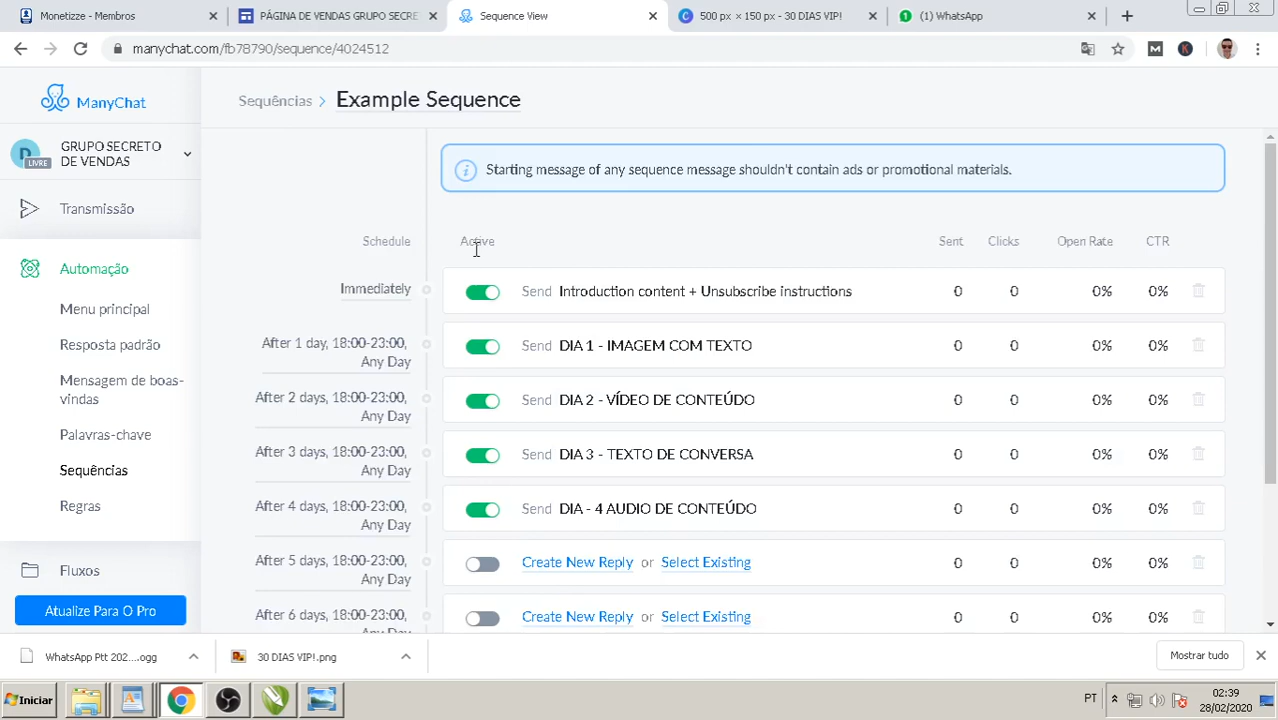 Monetizze - Membros
PÁGINA DE VENDAS GRUPO SECRE
Sequence View
500 px × 150 px - 30 DIAS VIP!
(1) WhatsApp
manychat.com/fb78790/sequence/4024512
ManyChat
Sequências > Example Sequence
GRUPO SECRETO
DE VENDAS
LIVRE
Transmissão
Automação
Menu principal
Resposta padrão
Mensagem de boas-
vindas
Palavras-chave
Sequências
Regras
Fluxos
Atualize Para O Pro
Starting message of any sequence message shouldn't contain ads or promotional materials.
Schedule Active Sent Clicks Open Rate CTR
Immediately Send Introduction content + Unsubscribe instructions 0 0 0% 0%
After 1 day, 18:00-23:00,
Any Day
Send DIA 1 - IMAGEM COM TEXTO 0 0 0% 0%
After 2 days, 18:00-23:00,
Any Day
Send DIA 2 - VÍDEO DE CONTEÚDO 0 0 0% 0%
After 3 days, 18:00-23:00,
Any Day
Send DIA 3 - TEXTO DE CONVERSA 0 0 0% 0%
After 4 days, 18:00-23:00,
Any Day
Send DIA - 4 AUDIO DE CONTEÚDO 0 0 0% 0%
After 5 days, 18:00-23:00,
Any Day
Create New Reply or Select Existing 0 0 0% 0%
After 6 days, 18:00-23:00,
Any Day
Create New Reply or Select Existing 0 0 0% 0%
WhatsApp Ptt 202....ogg
30 DIAS VIP!.png
Mostrar tudo
Iniciar
PT
02:39
28/02/2020